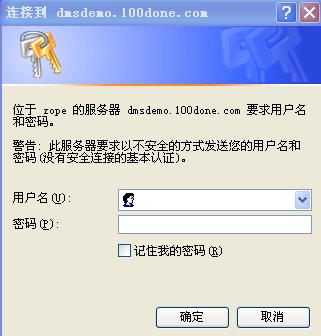 连接到 dmsdemo.100done.com
位于 zope 的服务器 dmsdemo.100done.com 要求用户名
和密码。
警告: 此服务器要求以不安全的方式发送您的用户名和
密码(没有安全连接的基本认证)。
用户名(U):
密码(P):
记住我的密码(R)
确定 取消